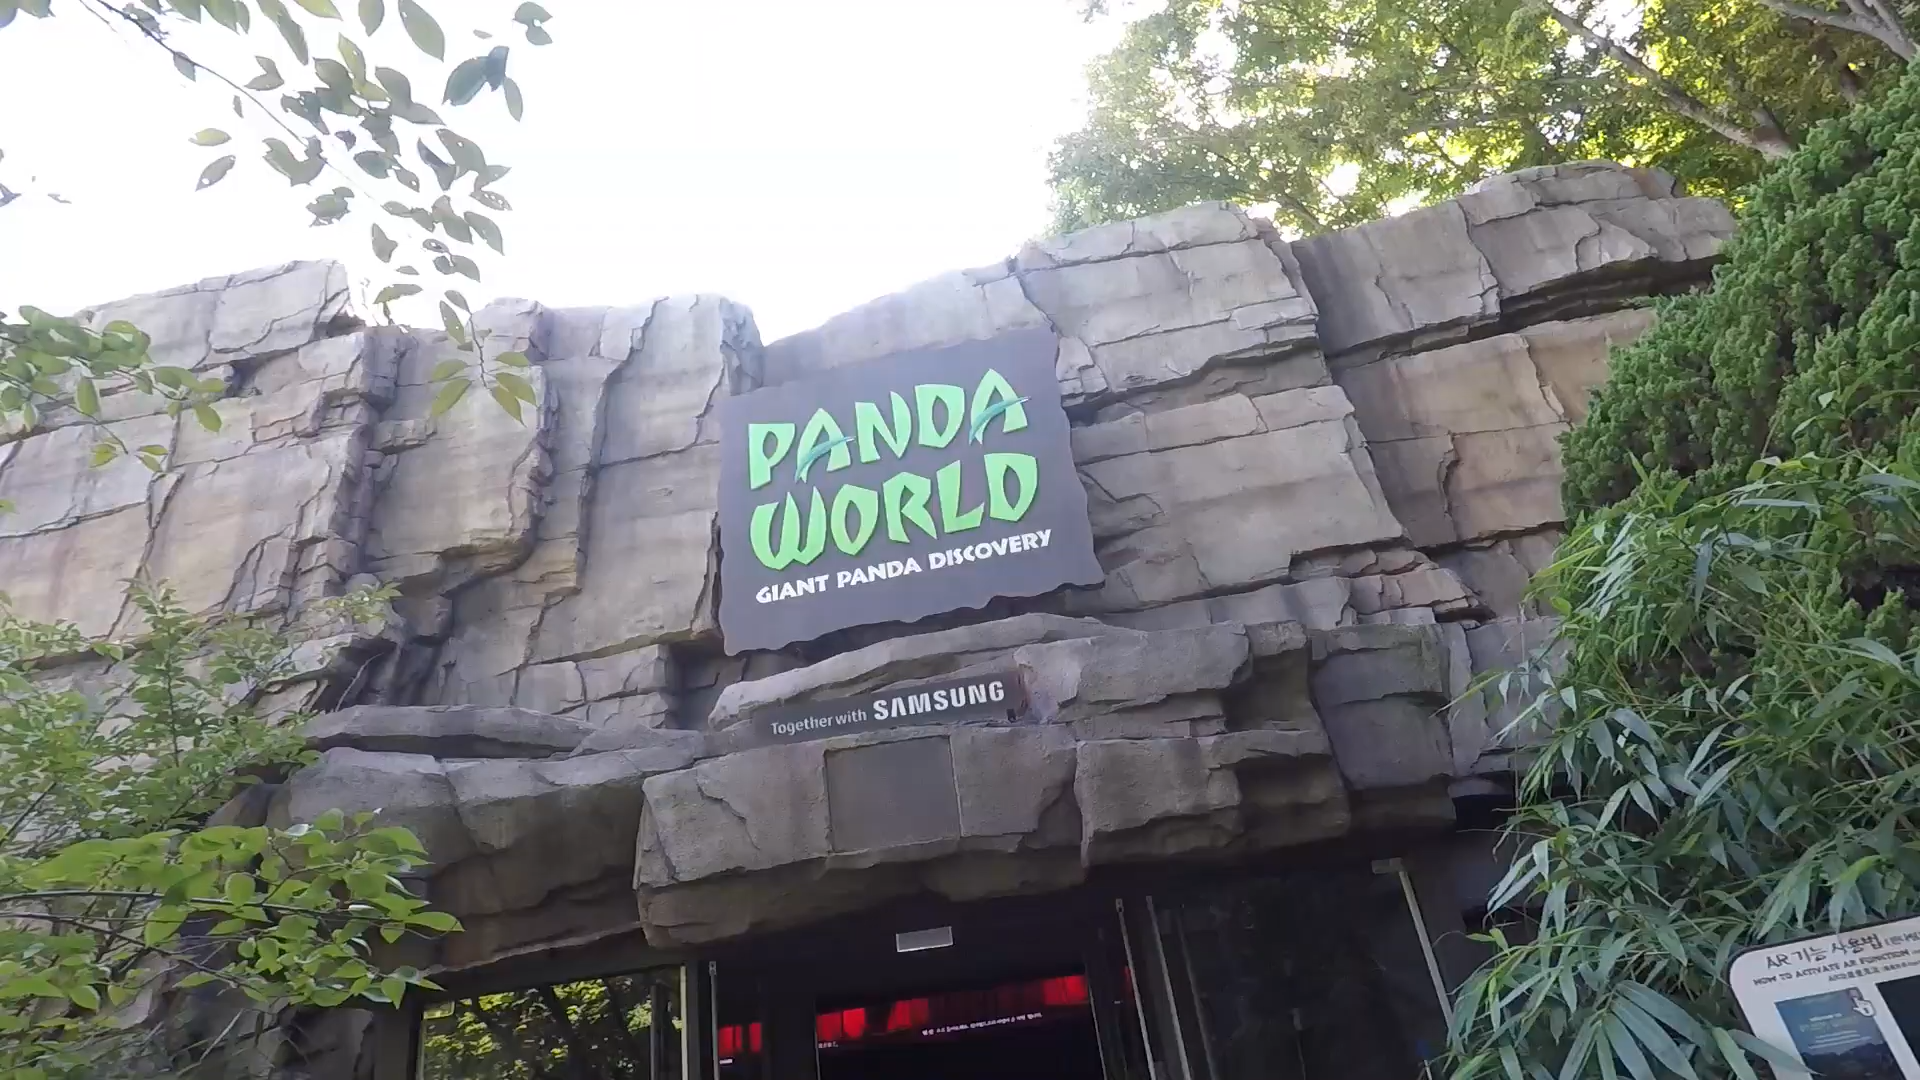 PANDA
WORLD
GIANT PANDA DISCOVERY
Together with SAMSUNG
AR 기능 사용법
HOW TO ACTIVATE AR FUNCTION